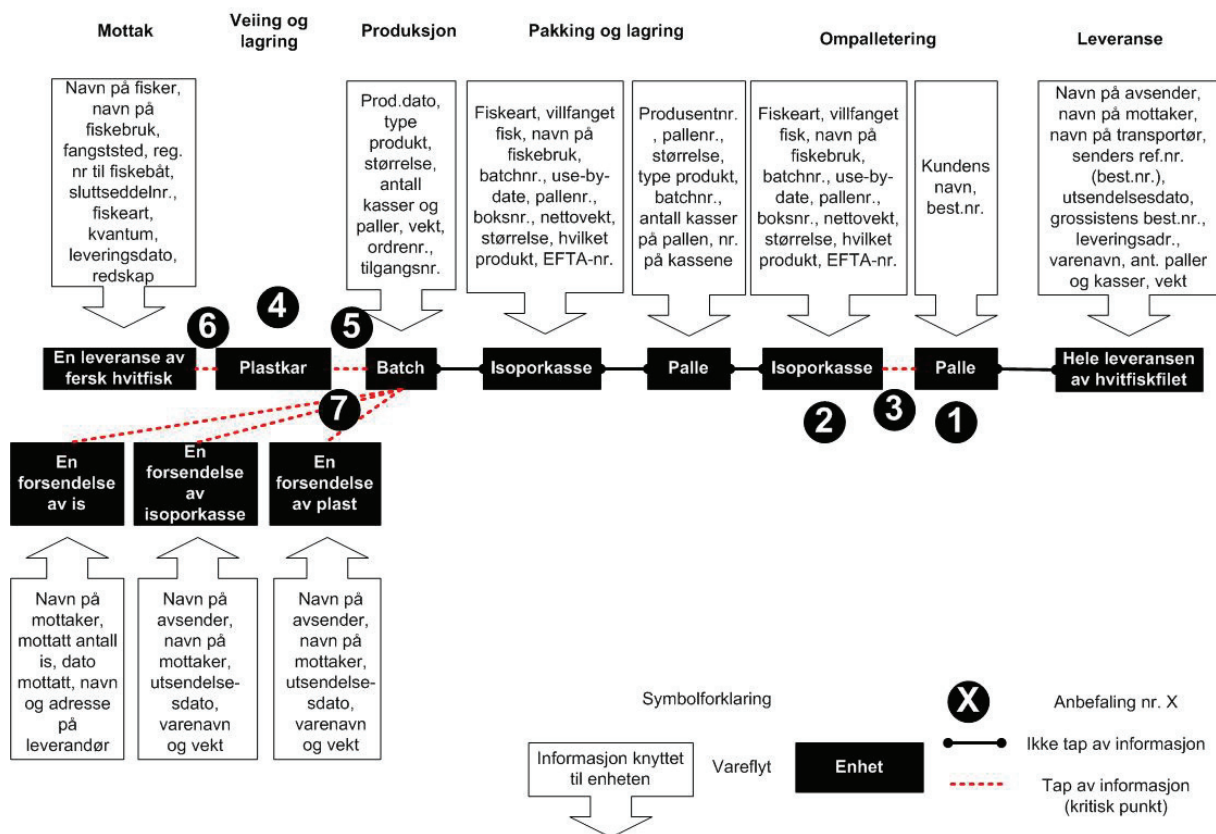 Mottak
Veiing og
lagring
Produksjon
Pakking og lagring
Ompalletering
Leveranse
Navn på fisker,
navn på
fiskebruk,
fangststed, reg.
nr til fiskebåt,
sluttseddelnr.,
fiskeart,
kvantum,
leveringsdato,
redskap
Prod.dato,
type
produkt,
størrelse,
antall
kasser og
paller, vekt,
ordrenr.,
tilgangsnr.
Fiskeart, villfanget
fisk, navn på
fiskebruk,
batchnr., use-by-
date, pallenr.,
boksnr., nettovekt,
størrelse, hvilket
produkt, EFTA-nr.
Produsentnr.
, pallenr.,
størrelse,
type produkt,
batchnr.,
antall kasser
på pallen, nr.
på kassene
Fiskeart, villfanget
fisk, navn på
fiskebruk,
batchnr., use-by-
date, pallenr.,
boksnr., nettovekt,
størrelse, hvilket
produkt, EFTA-nr.
Kundens
navn,
best.nr.
Navn på avsender,
navn på mottaker,
navn på transportør,
senders ref.nr.
(best.nr.),
utsendelsesdato,
grossistens best.nr.,
leveringsadr.,
varenavn, ant. paller
og kasser, vekt
6
4
5
En leveranse av
fersk hvitfisk
Plastkar
Batch
Isoporkasse
Palle
Isoporkasse
Palle
Hele leveransen
av hvitfiskfilet
7
2
3
1
En
forsendelse
av is
En
forsendelse
av
isoporkasse
En
forsendelse
av plast
Navn på
mottaker,
mottatt antall
is, dato
mottatt, navn
og adresse
på
leverandør
Navn på
avsender,
navn på
mottaker,
utsendelse-
sdato,
varenavn
og vekt
Navn på
avsender,
navn på
mottaker,
utsendelse-
sdato,
varenavn
og vekt
Symbolforklaring
Informasjon knyttet
til enheten
Vareflyt
Enhet
X
Anbefaling nr. X
Ikke tap av informasjon
Tap av informasjon
(kritisk punkt)